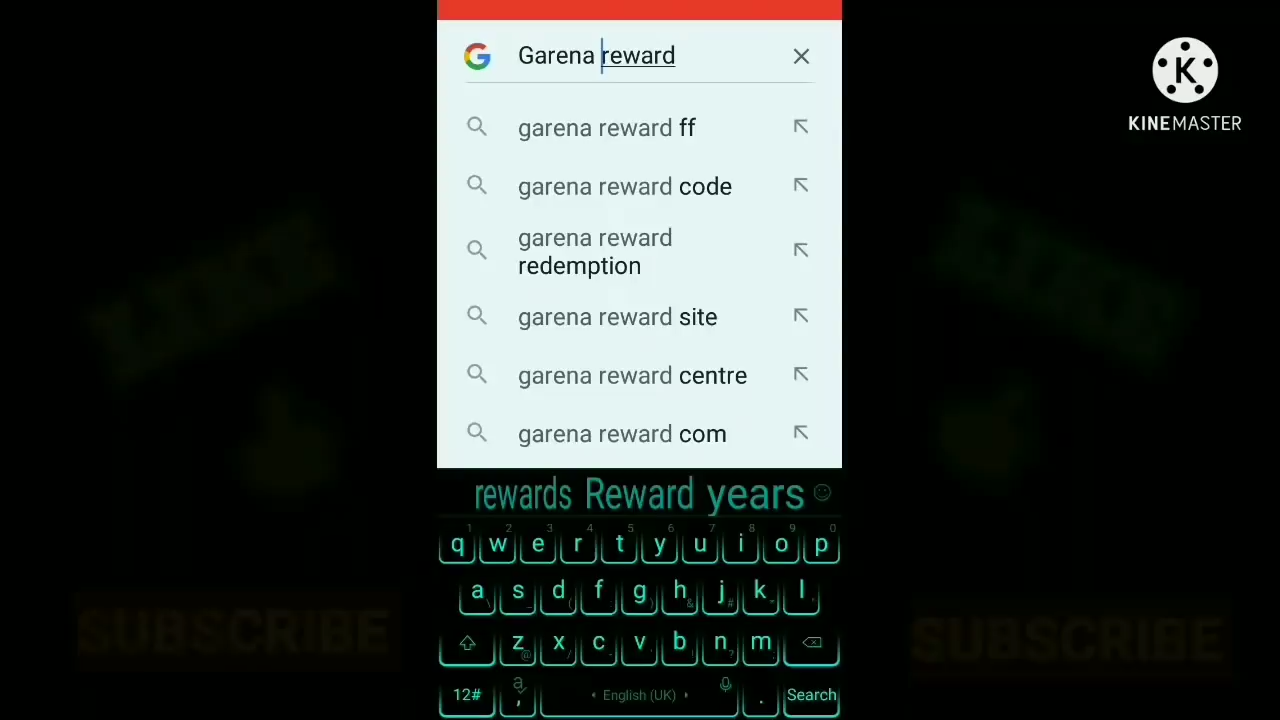 Garena reward
garena reward ff
garena reward code
garena reward
redemption
garena reward site
garena reward centre
garena reward com
KINEMASTER
rewards Reward years
1 2 3 4 5 6 7 8 9 0
q w e r t y u i o p
a s d f g h j k l
z x c v b n m
12# , English (UK) . Search
SUBSCRIBE
SUBSCRIBE